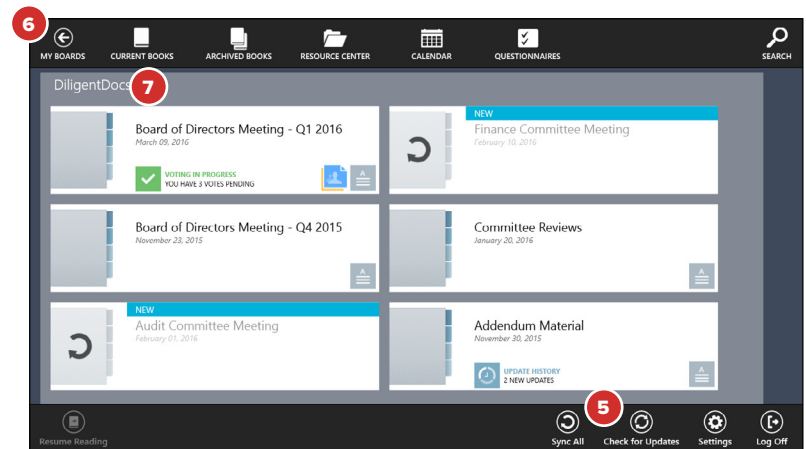 6
MY BOARDS CURRENT BOOKS ARCHIVED BOOKS RESOURCE CENTER CALENDAR QUESTIONNAIRES SEARCH
DiligentDocs
7
Board of Directors Meeting - Q1 2016
March 09, 2016
VOTING IN PROGRESS
YOU HAVE 3 VOTES PENDING
A
NEW
Finance Committee Meeting
February 10, 2016
Board of Directors Meeting - Q4 2015
November 23, 2015
A
Committee Reviews
January 20, 2016
A
NEW
Audit Committee Meeting
February 01, 2016
Addendum Material
November 30, 2015
UPDATE HISTORY
2 NEW UPDATES
A
5
Resume Reading Sync All Check for Updates Settings Log Off